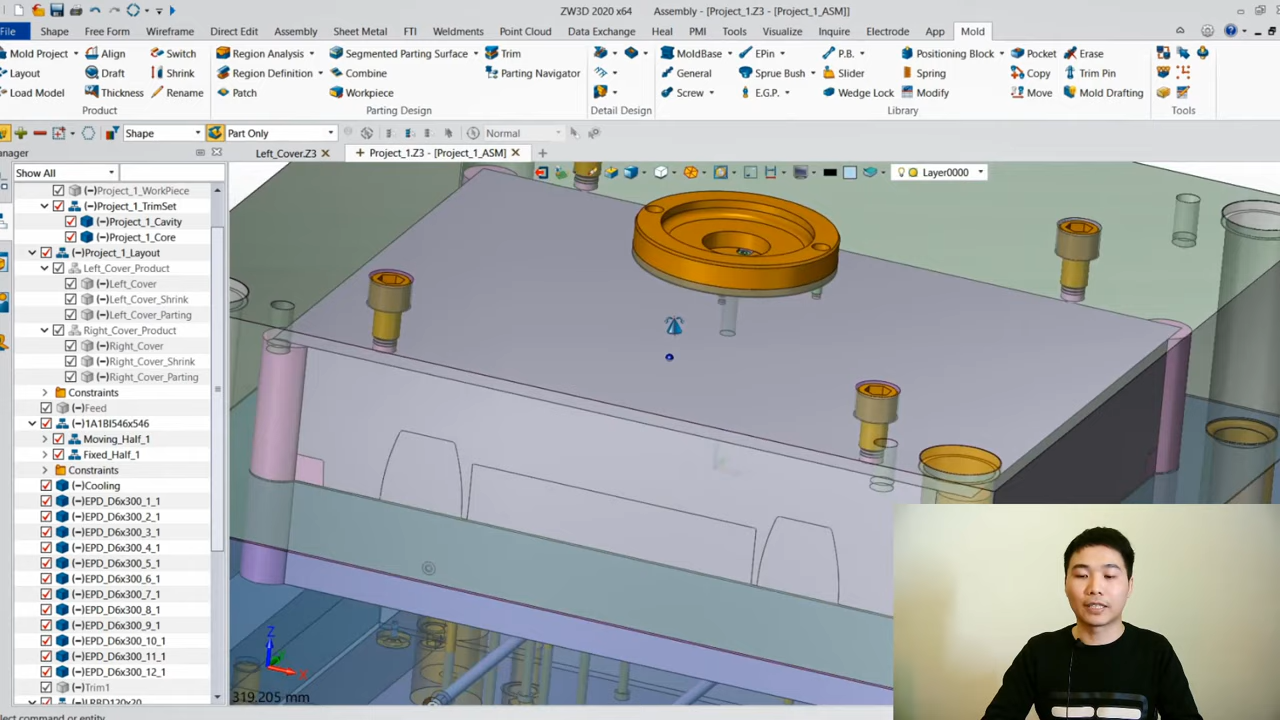 ZW3D 2020 x64 Assembly - [Project_1.Z3 - [Project_1_ASM]]
File Shape Free Form Wireframe Direct Edit Assembly Sheet Metal FTI Weldments Point Cloud Data Exchange Heal PMI Tools Visualize Inquire Electrode App Mold
Mold Project Align Switch Region Analysis Segmented Parting Surface Trim MoldBase EPin P.B. Positioning Block Pocket Erase
Layout Draft Shrink Region Definition Combine Parting Navigator General Sprue Bush Slider Spring Copy Trim Pin
Load Model Thickness Rename Patch Workpiece Screw E.G.P. Wedge Lock Modify Move Mold Drafting
Product Parting Design Detail Design Library Tools
Shape Part Only Normal
anager Left_Cover.Z3 Project_1.Z3 - [Project_1_ASM]
Show All Layer0000
(-)Project_1_WorkPiece
(-)Project_1_TrimSet
(-)Project_1_Cavity
(-)Project_1_Core
(-)Project_1_Layout
(-)Left_Cover_Product
(-)Left_Cover
(-)Left_Cover_Shrink
(-)Left_Cover_Parting
(-)Right_Cover_Product
(-)Right_Cover
(-)Right_Cover_Shrink
(-)Right_Cover_Parting
Constraints
(-)Feed
(-)1A1BI546x546
(-)Moving_Half_1
(-)Fixed_Half_1
Constraints
(-)Cooling
(-)EPD_D6x300_1_1
(-)EPD_D6x300_2_1
(-)EPD_D6x300_3_1
(-)EPD_D6x300_4_1
(-)EPD_D6x300_5_1
(-)EPD_D6x300_6_1
(-)EPD_D6x300_7_1
(-)EPD_D6x300_8_1
(-)EPD_D6x300_9_1
(-)EPD_D6x300_10_1
(-)EPD_D6x300_11_1
(-)EPD_D6x300_12_1
(-)Trim1
(-)LRBD120x20
Z
X
319.205 mm
elect command or entity.